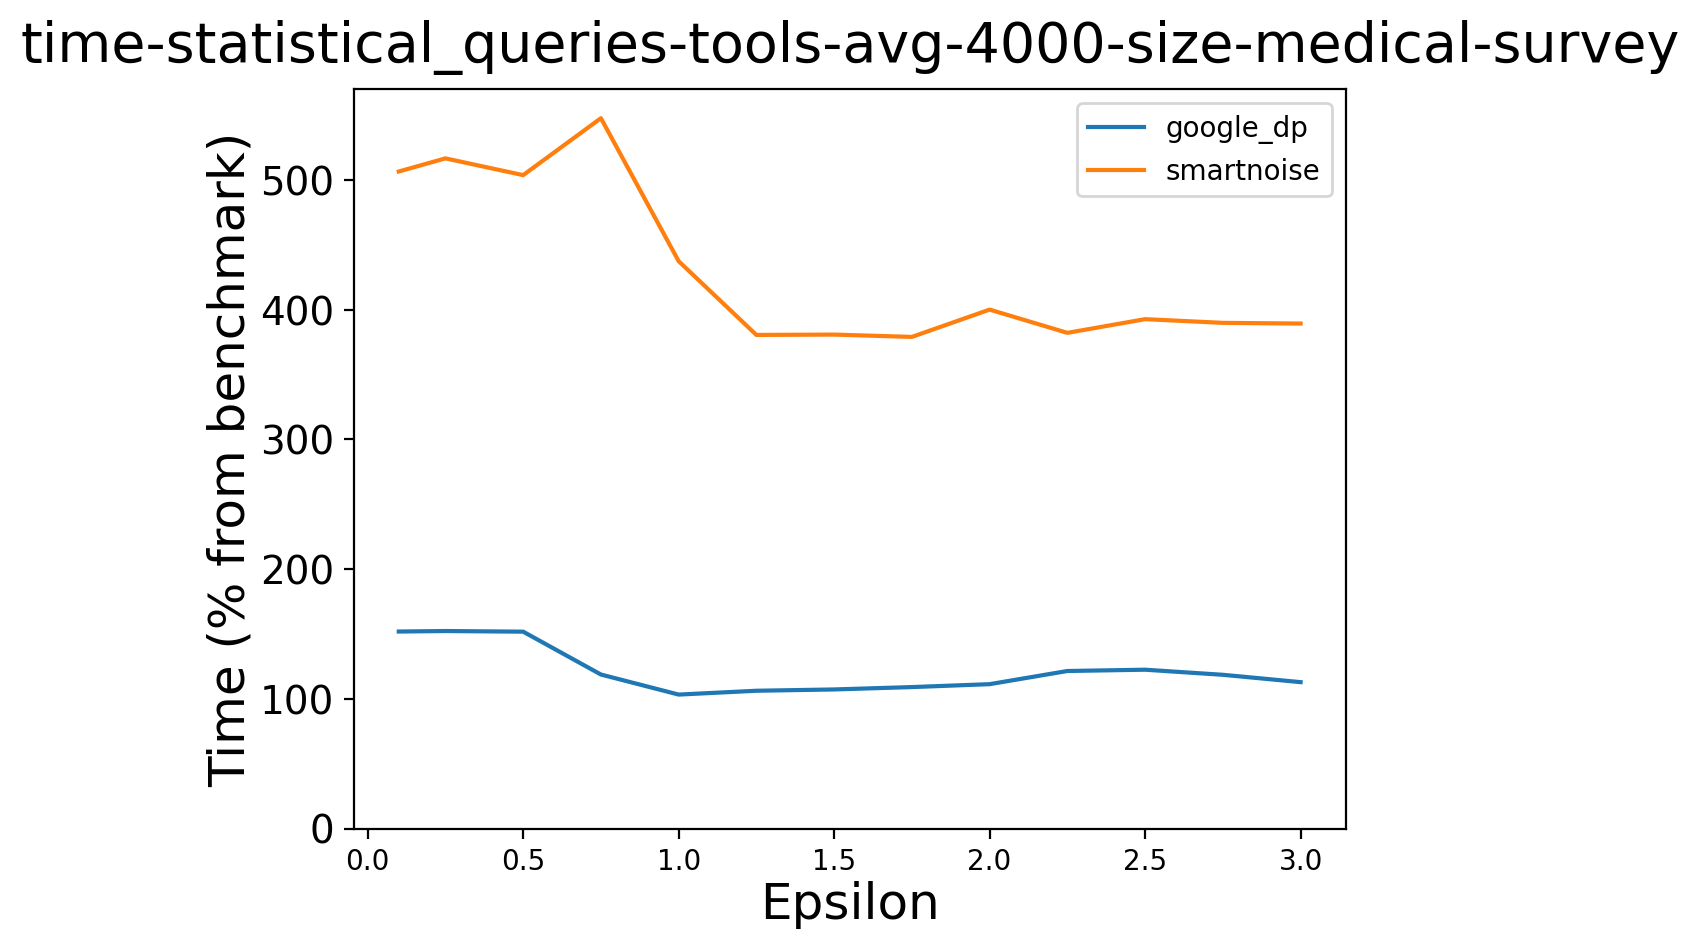 time-statistical_queries-tools-avg-4000-size-medical-survey
google_dp
smartnoise
Time (% from benchmark)
500
400
300
200
100
0
0.0 0.5 1.0 1.5 2.0 2.5 3.0
Epsilon